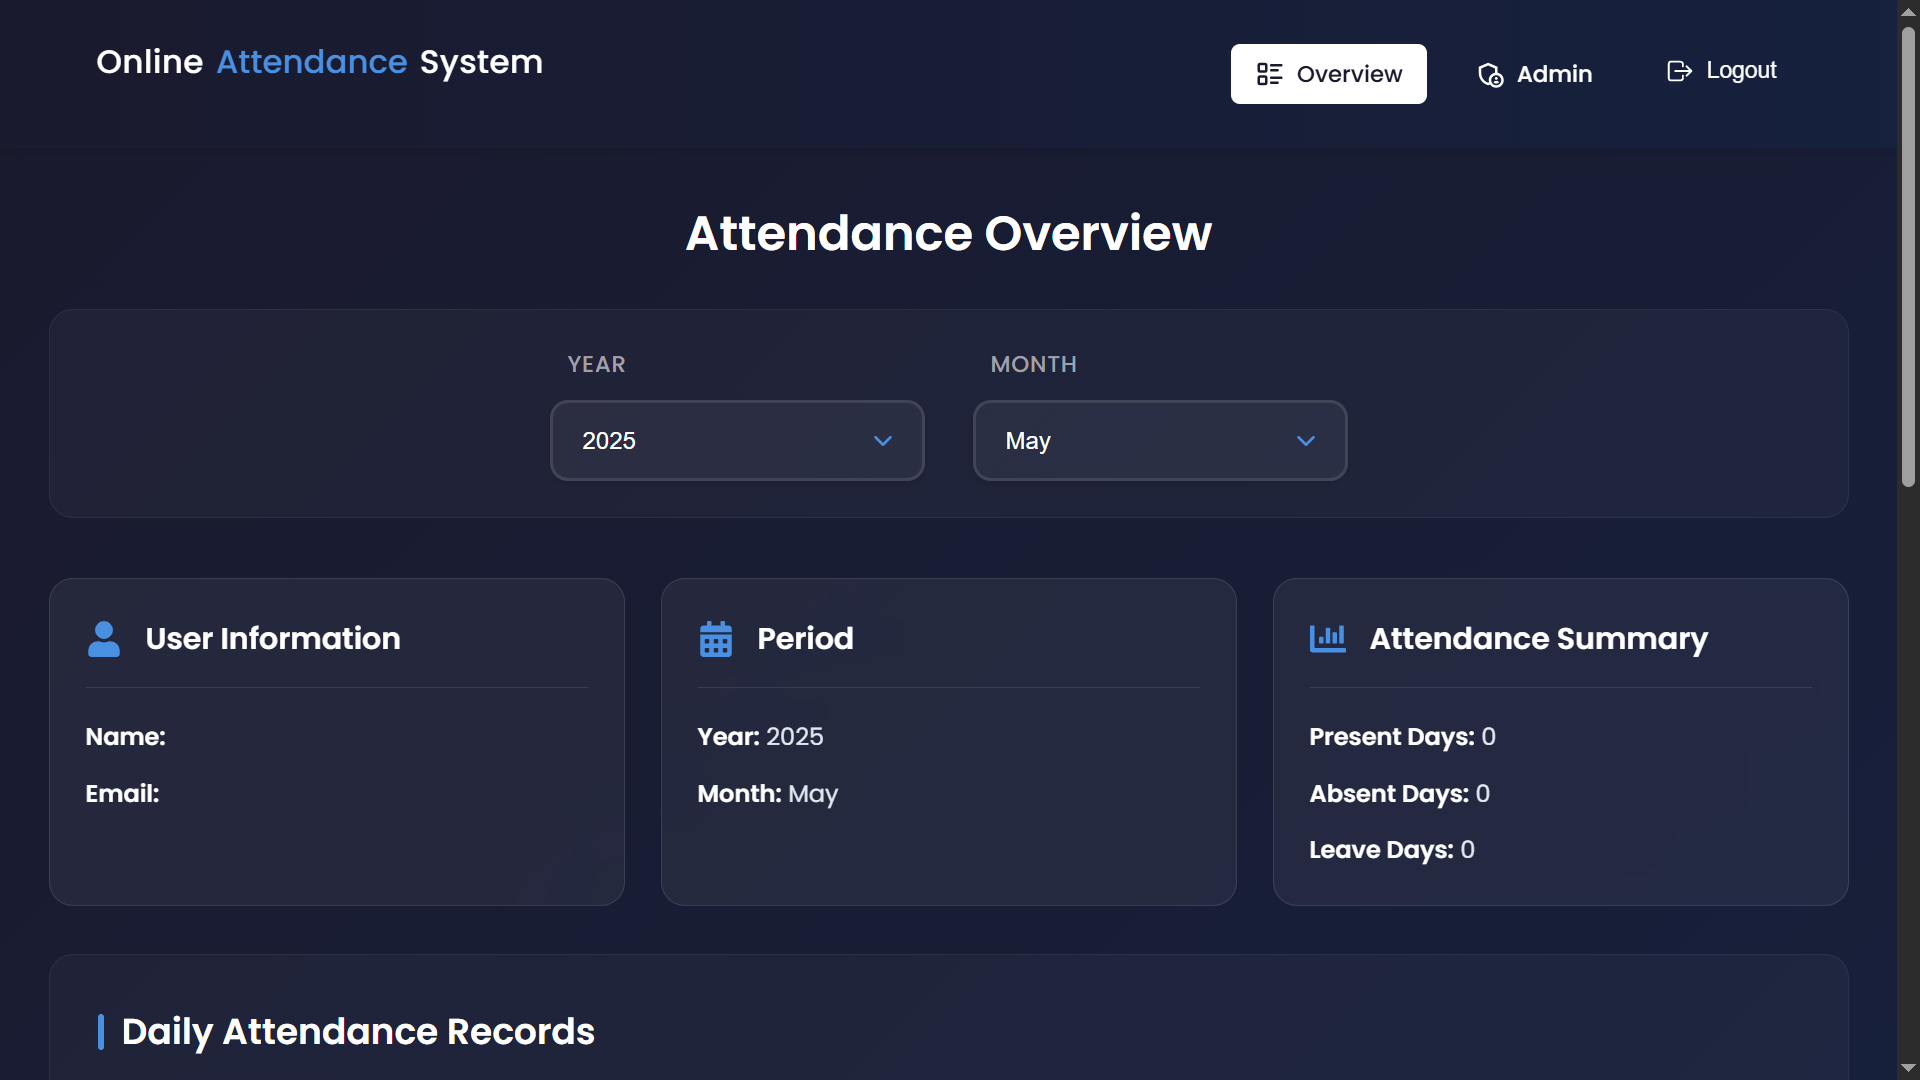 Online Attendance System
Overview
Admin
Logout
Attendance Overview
YEAR
MONTH
2025
May
User Information
Name:
Email:
Period
Year: 2025
Month: May
Attendance Summary
Present Days: 0
Absent Days: 0
Leave Days: 0
Daily Attendance Records